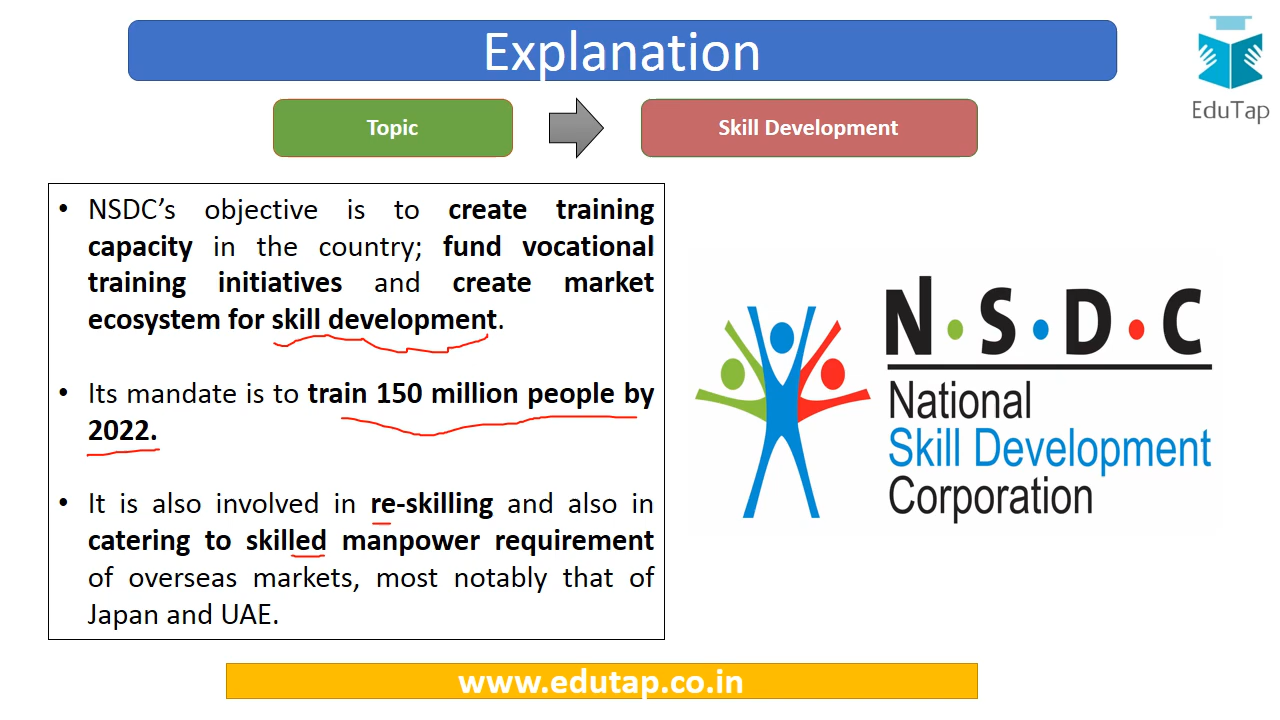 Explanation
EduTap
Topic
Skill Development
• NSDC’s objective is to create training
capacity in the country; fund vocational
training initiatives and create market
ecosystem for skill development.
• Its mandate is to train 150 million people by
2022.
• It is also involved in re-skilling and also in
catering to skilled manpower requirement
of overseas markets, most notably that of
Japan and UAE.
N•S•D•C
National
Skill Development
Corporation
www.edutap.co.in